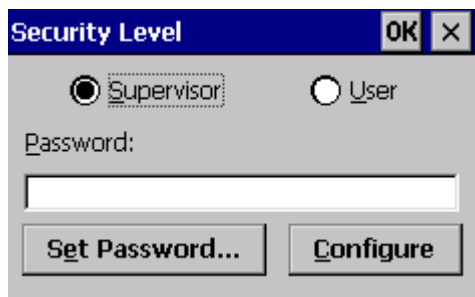 Security Level OK ×
Supervisor User
Password:
Set Password... Configure